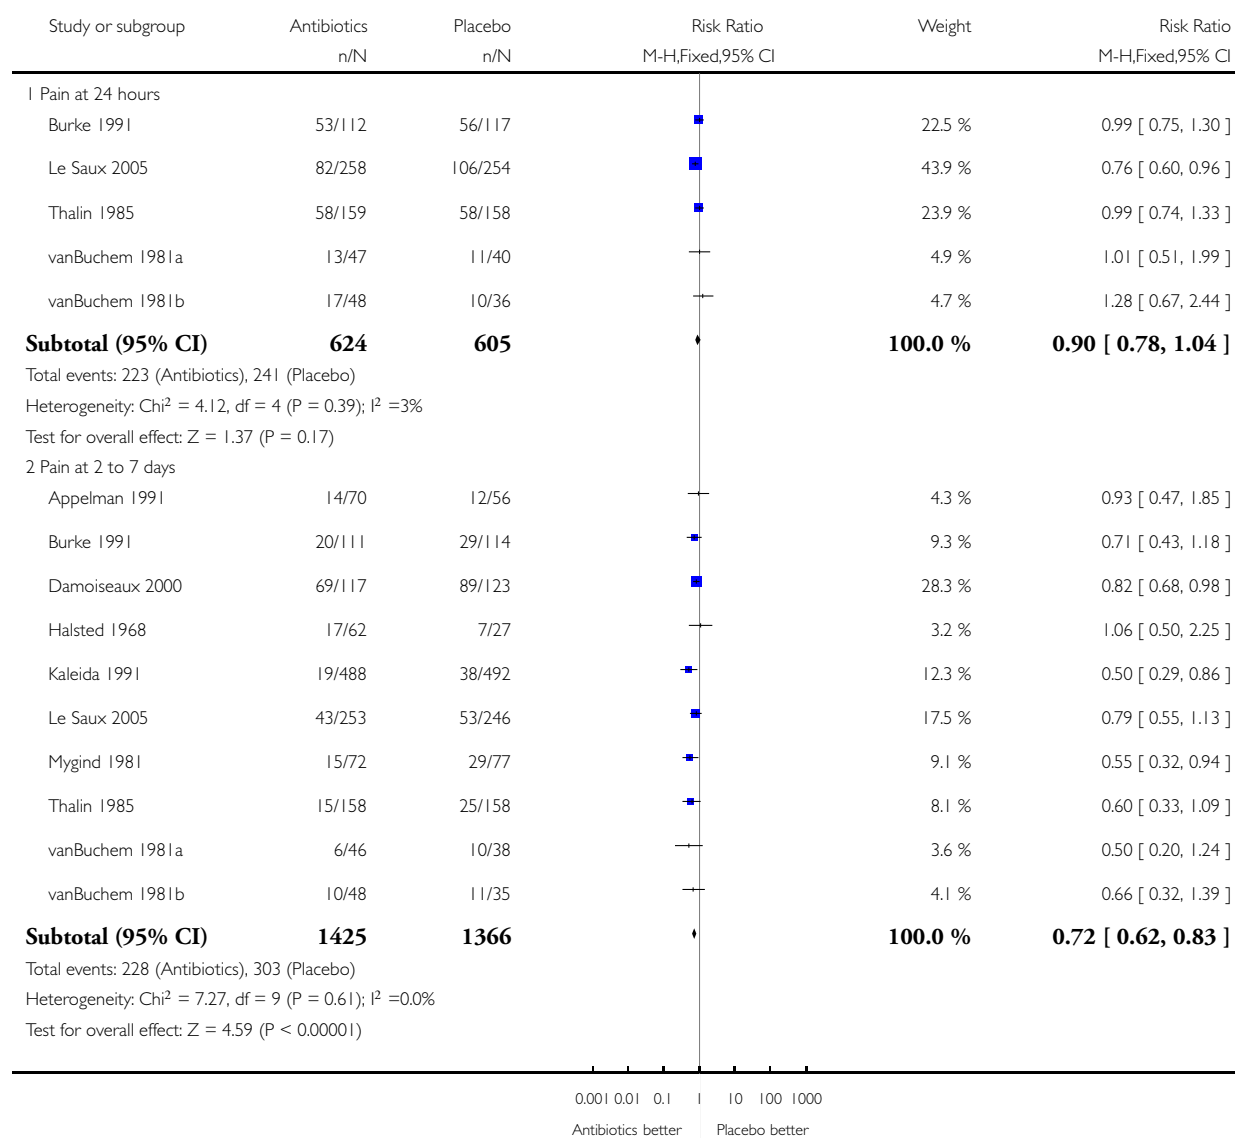 Study or subgroup Antibiotics Placebo Risk Ratio Weight Risk Ratio
n/N n/N M-H,Fixed,95% CI M-H,Fixed,95% CI
1 Pain at 24 hours
Burke 1991 53/112 56/117 22.5 % 0.99 [ 0.75, 1.30 ]
Le Saux 2005 82/258 106/254 43.9 % 0.76 [ 0.60, 0.96 ]
Thalin 1985 58/159 58/158 23.9 % 0.99 [ 0.74, 1.33 ]
vanBuchem 1981a 13/47 11/40 4.9 % 1.01 [ 0.51, 1.99 ]
vanBuchem 1981b 17/48 10/36 4.7 % 1.28 [ 0.67, 2.44 ]
Subtotal (95% CI) 624 605 100.0 % 0.90 [ 0.78, 1.04 ]
Total events: 223 (Antibiotics), 241 (Placebo)
Heterogeneity: Chi² = 4.12, df = 4 (P = 0.39); I² =3%
Test for overall effect: Z = 1.37 (P = 0.17)
2 Pain at 2 to 7 days
Appelman 1991 14/70 12/56 4.3 % 0.93 [ 0.47, 1.85 ]
Burke 1991 20/111 29/114 9.3 % 0.71 [ 0.43, 1.18 ]
Damoiseaux 2000 69/117 89/123 28.3 % 0.82 [ 0.68, 0.98 ]
Halsted 1968 17/62 7/27 3.2 % 1.06 [ 0.50, 2.25 ]
Kaleida 1991 19/488 38/492 12.3 % 0.50 [ 0.29, 0.86 ]
Le Saux 2005 43/253 53/246 17.5 % 0.79 [ 0.55, 1.13 ]
Mygind 1981 15/72 29/77 9.1 % 0.55 [ 0.32, 0.94 ]
Thalin 1985 15/158 25/158 8.1 % 0.60 [ 0.33, 1.09 ]
vanBuchem 1981a 6/46 10/38 3.6 % 0.50 [ 0.20, 1.24 ]
vanBuchem 1981b 10/48 11/35 4.1 % 0.66 [ 0.32, 1.39 ]
Subtotal (95% CI) 1425 1366 100.0 % 0.72 [ 0.62, 0.83 ]
Total events: 228 (Antibiotics), 303 (Placebo)
Heterogeneity: Chi² = 7.27, df = 9 (P = 0.61); I² =0.0%
Test for overall effect: Z = 4.59 (P < 0.00001)
0.001 0.01 0.1 1 10 100 1000
Antibiotics better Placebo better